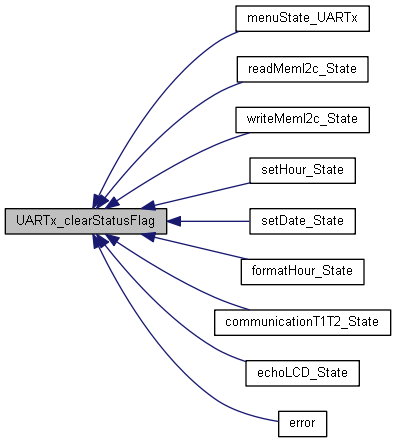 menuState_UARTx
readMemI2c_State
writeMemI2c_State
setHour_State
UARTx_clearStatusFlag
setDate_State
formatHour_State
communicationT1T2_State
echoLCD_State
error